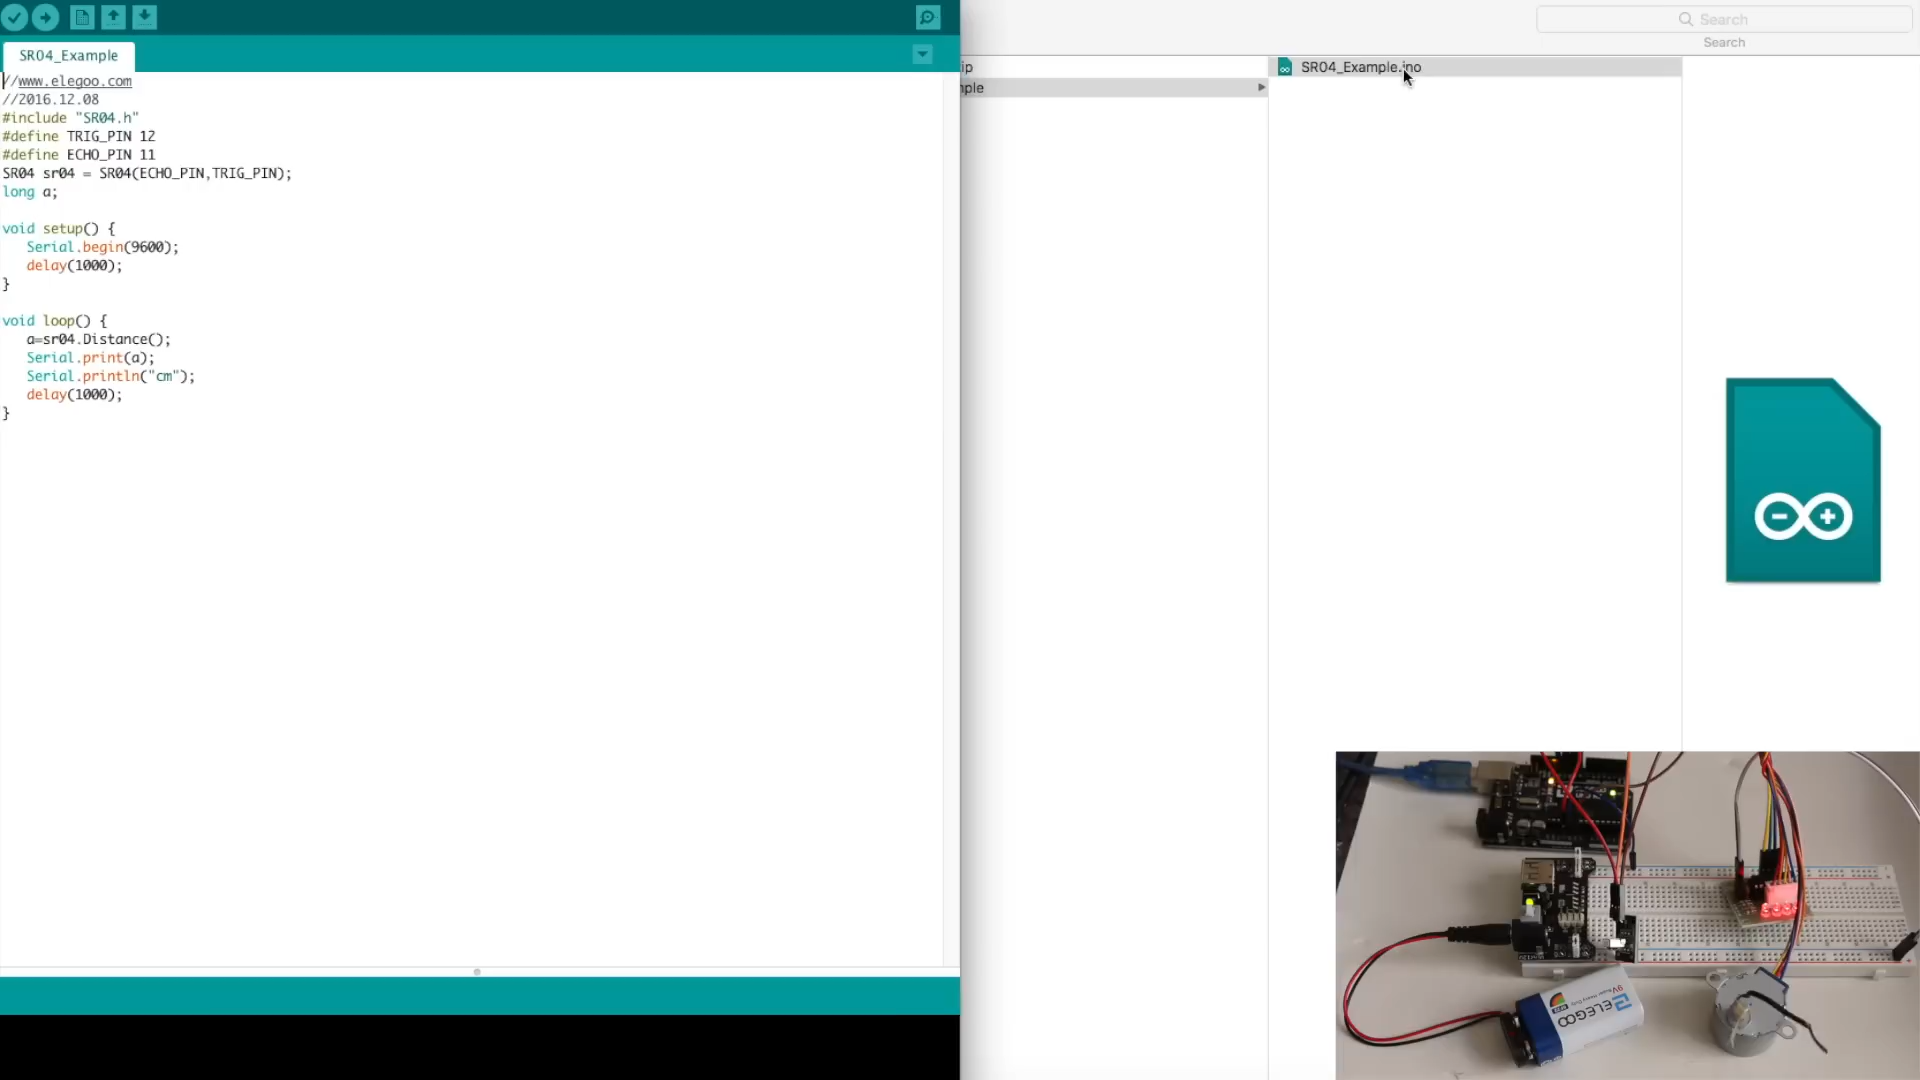 SR04_Example
//www.elegoo.com
//2016.12.08
#include "SR04.h"
#define TRIG_PIN 12
#define ECHO_PIN 11
SR04 sr04 = SR04(ECHO_PIN,TRIG_PIN);
long a;
void setup() {
Serial.begin(9600);
delay(1000);
}
void loop() {
a=sr04.Distance();
Serial.print(a);
Serial.println("cm");
delay(1000);
}
Search
Search
ip
nple
SR04_Example.ino
ELEGOO
9V